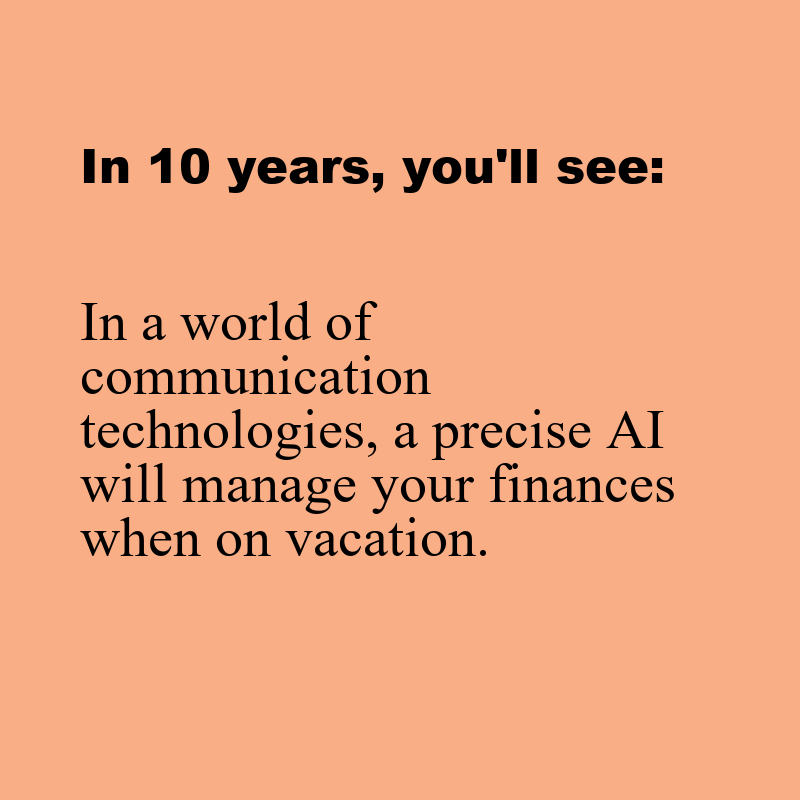 In 10 years, you'll see:
In a world of
communication
technologies, a precise AI
will manage your finances
when on vacation.